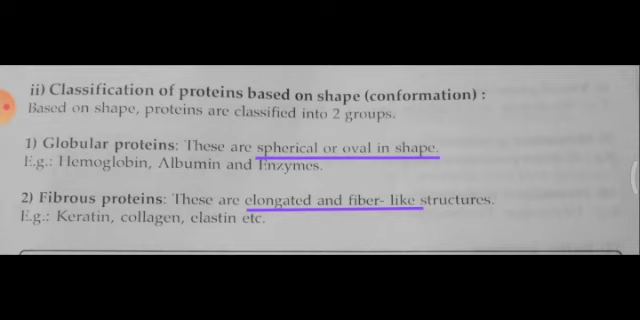 ii) Classification of proteins based on shape (conformation) :
Based on shape, proteins are classified into 2 groups.
1) Globular proteins: These are spherical or oval in shape.
E.g.: Hemoglobin, Albumin and Enzymes.
2) Fibrous proteins: These are elongated and fiber- like structures.
E.g.: Keratin, collagen, elastin etc.